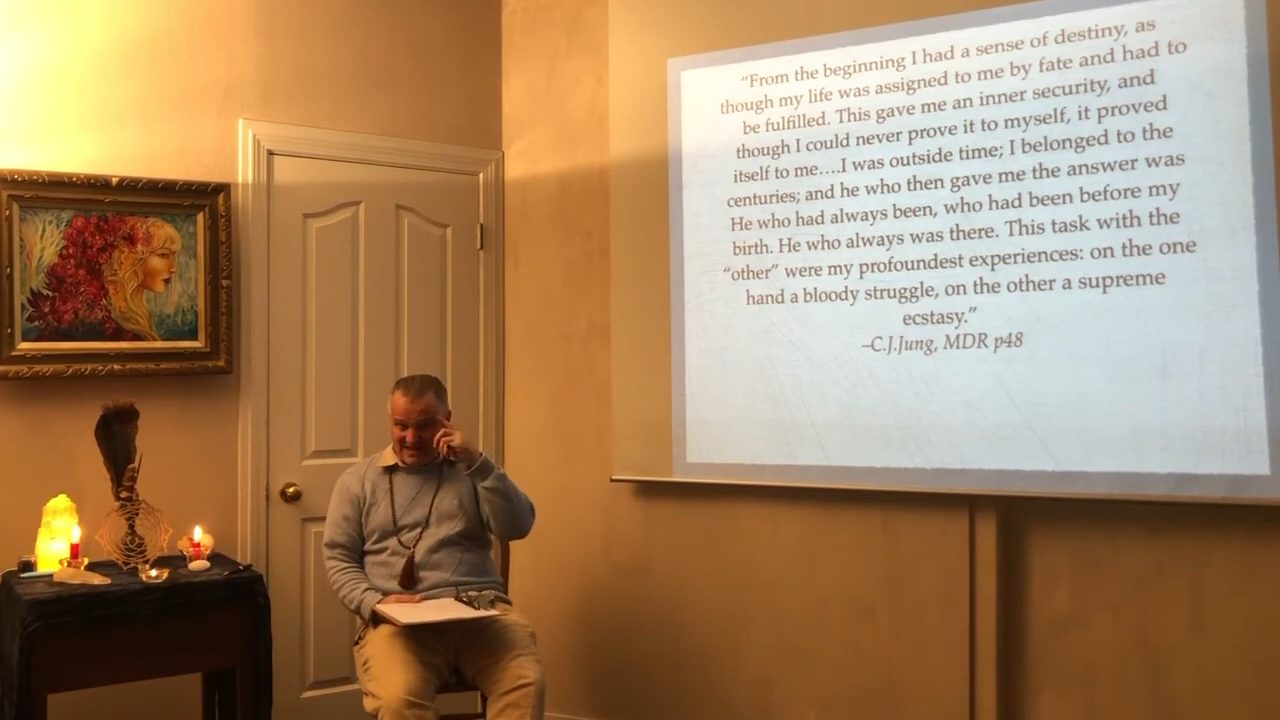 “From the beginning I had a sense of destiny, as
though my life was assigned to me by fate and had to
be fulfilled. This gave me an inner security, and
though I could never prove it to myself, it proved
itself to me….I was outside time; I belonged to the
centuries; and he who then gave me the answer was
He who had always been, who had been before my
birth. He who always was there. This task with the
“other” were my profoundest experiences: on the one
hand a bloody struggle, on the other a supreme
ecstasy.”
–C.J.Jung, MDR p48